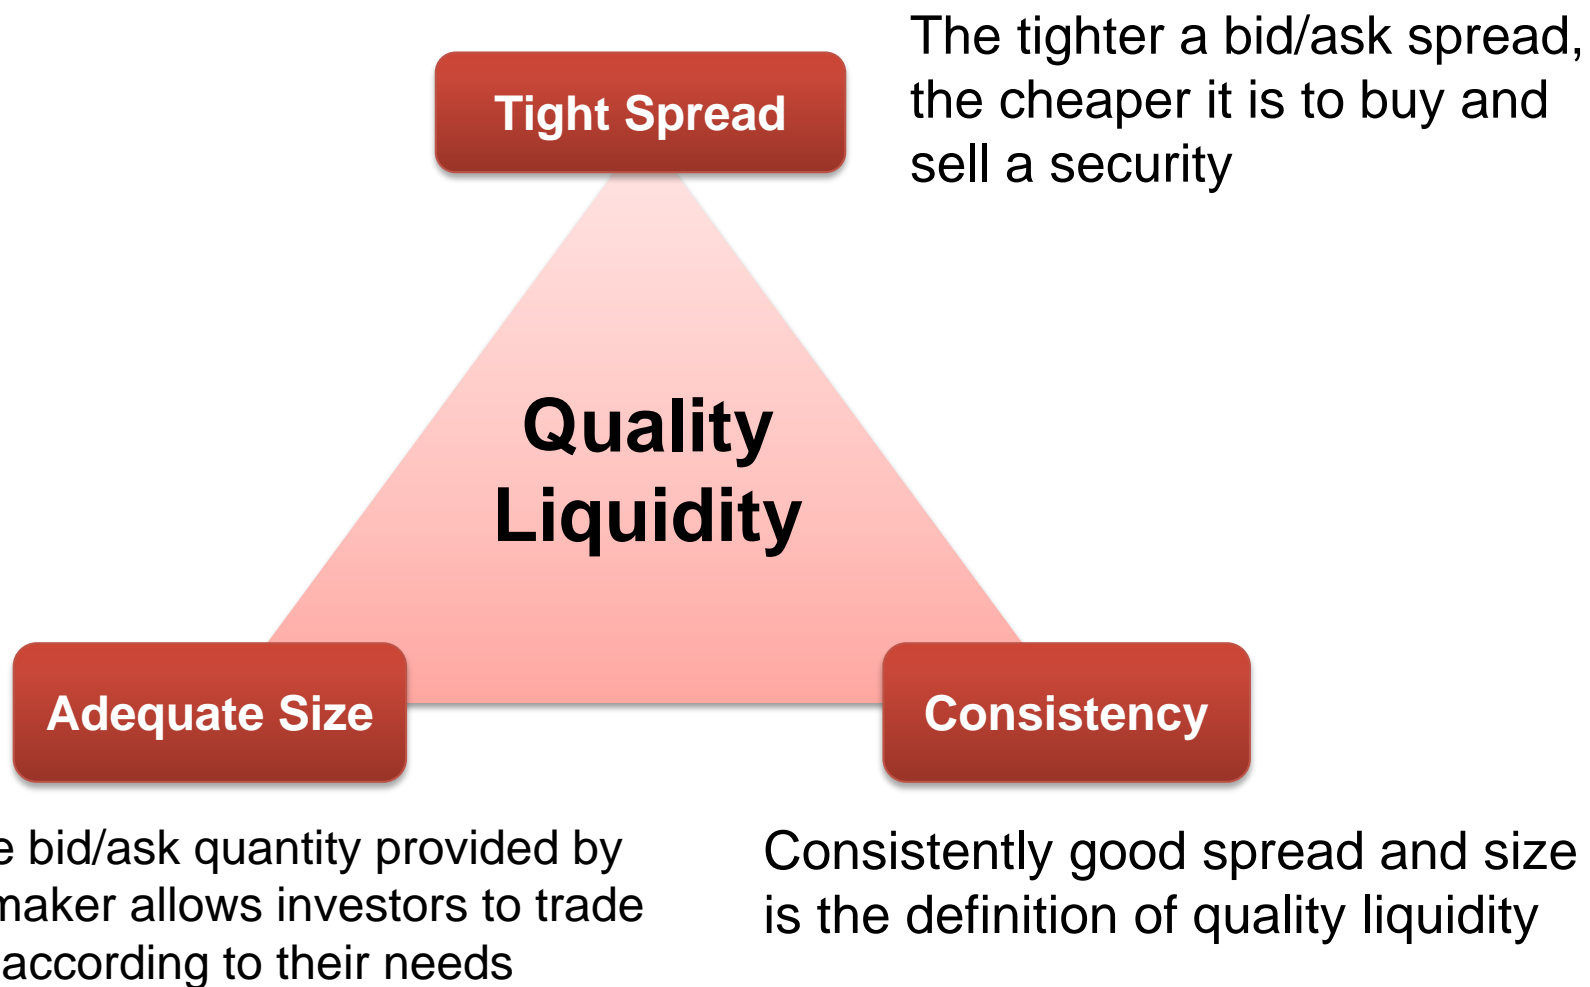 The tighter a bid/ask spread,
the cheaper it is to buy and
sell a security
Tight Spread
Quality
Liquidity
Adequate Size
Consistency
bid/ask quantity provided by
maker allows investors to trade
according to their needs
Consistently good spread and size
is the definition of quality liquidity